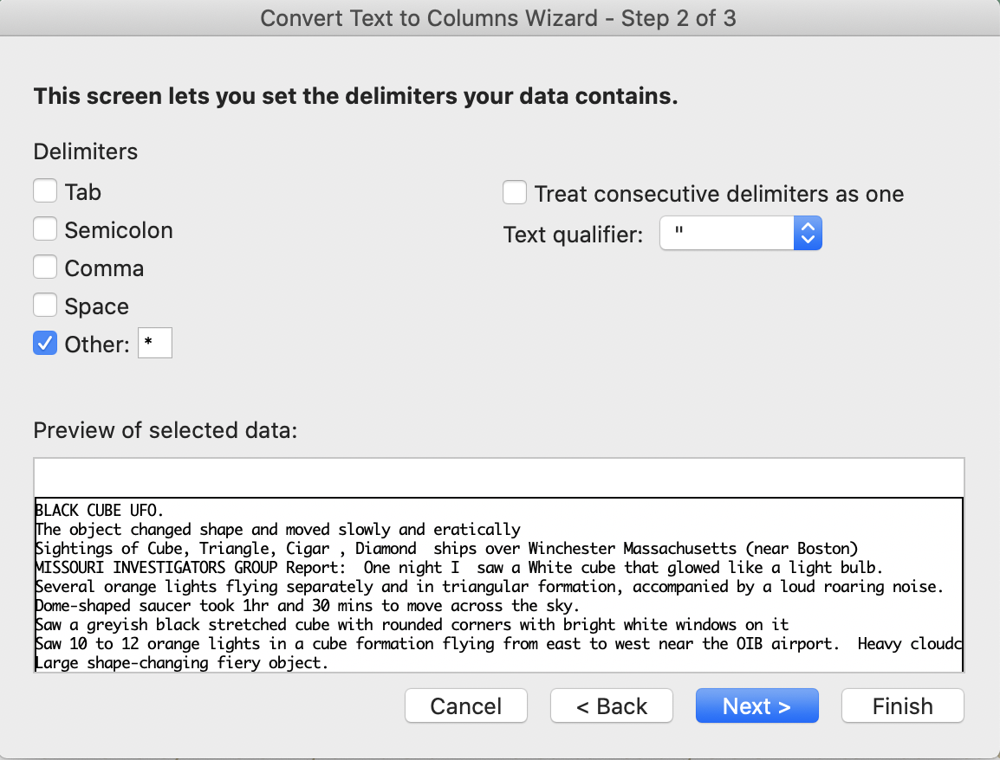 Convert Text to Columns Wizard - Step 2 of 3
This screen lets you set the delimiters your data contains.
Delimiters
Tab
Semicolon
Comma
Space
Other: *
Treat consecutive delimiters as one
Text qualifier: "
Preview of selected data:
BLACK CUBE UFO.
The object changed shape and moved slowly and eratically
Sightings of Cube, Triangle, Cigar , Diamond  ships over Winchester Massachusetts (near Boston)
MISSOURI INVESTIGATORS GROUP Report:  One night I  saw a White cube that glowed like a light bulb.
Several orange lights flying separately and in triangular formation, accompanied by a loud roaring noise.
Dome-shaped saucer took 1hr and 30 mins to move across the sky.
Saw a greyish black stretched cube with rounded corners with bright white windows on it
Saw 10 to 12 orange lights in a cube formation flying from east to west near the OIB airport.  Heavy cloudc
Large shape-changing fiery object.
Cancel < Back Next > Finish